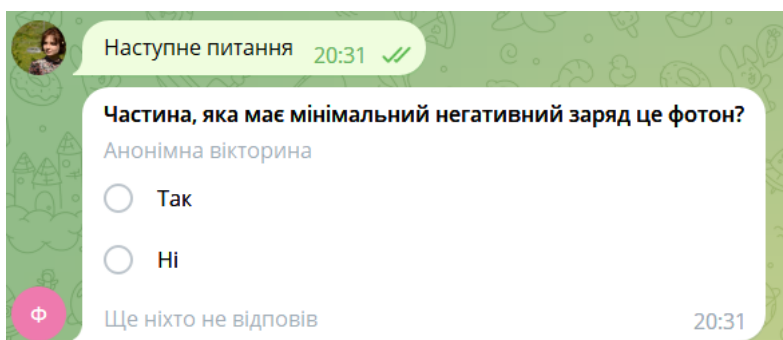 Наступне питання 20:31
Частина, яка має мінімальний негативний заряд це фотон?
Анонімна вікторина
Так
Ні
Ф
Ще ніхто не відповів 20:31